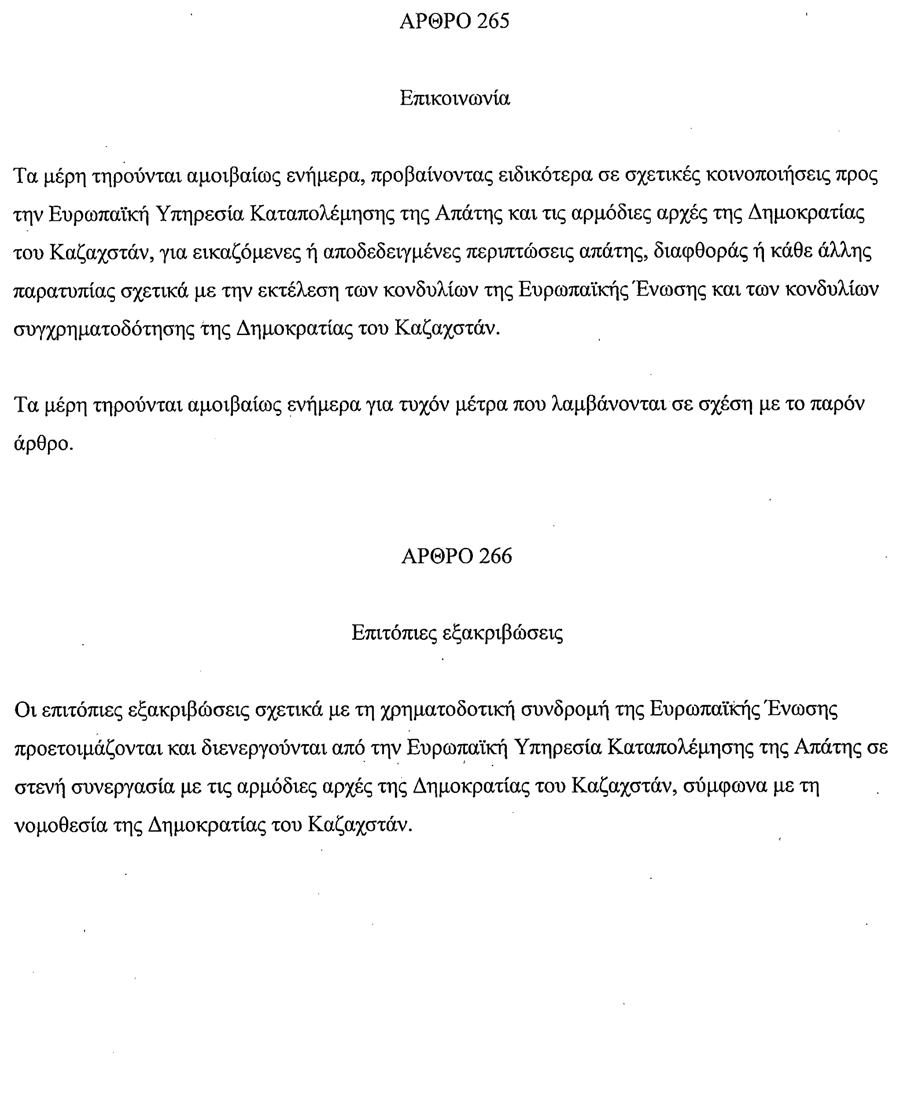 ΑΡΘΡΟ 265
Επικοινωνία
Τα μέρη τηρούνται αμοιβαίως ενήμερα, προβαίνοντας ειδικότερα σε σχετικές κοινοποιήσεις προς
την Ευρωπαϊκή Υπηρεσία Καταπολέμησης της Απάτης και τις αρμόδιες αρχές της Δημοκρατίας
του Καζαχστάν, για εικαζόμενες ή αποδεδειγμένες περιπτώσεις απάτης, διαφθοράς ή κάθε άλλης
παρατυπίας σχετικά με την εκτέλεση των κονδυλίων της Ευρωπαϊκής Ένωσης και των κονδυλίων
συγχρηματοδότησης της Δημοκρατίας του Καζαχστάν.
Τα μέρη τηρούνται αμοιβαίως ενήμερα για τυχόν μέτρα που λαμβάνονται σε σχέση με το παρόν
άρθρο.
ΑΡΘΡΟ 266
Επιτόπιες εξακριβώσεις
Οι επιτόπιες εξακριβώσεις σχετικά με τη χρηματοδοτική συνδρομή της Ευρωπαϊκής Ένωσης
προετοιμάζονται και διενεργούνται από την Ευρωπαϊκή Υπηρεσία Καταπολέμησης της Απάτης σε
στενή συνεργασία με τις αρμόδιες αρχές της Δημοκρατίας του Καζαχστάν, σύμφωνα με τη
νομοθεσία της Δημοκρατίας του Καζαχστάν.